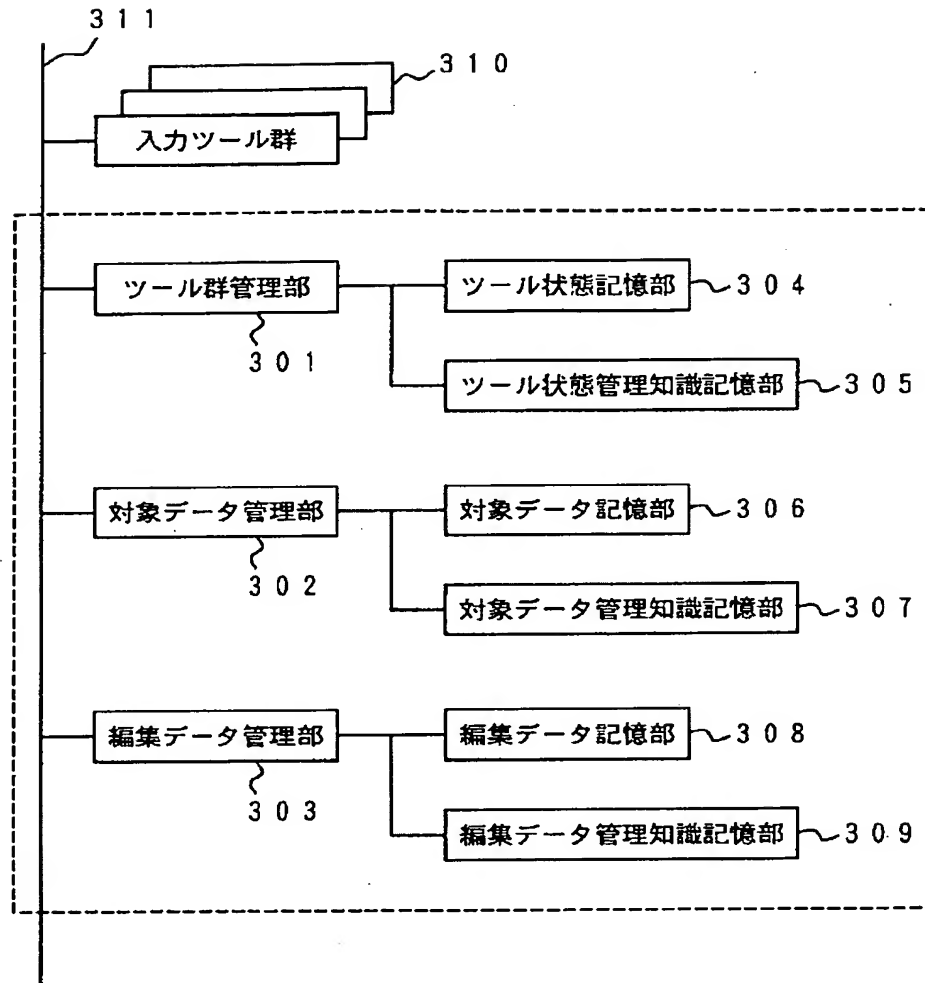 311
310
入力ツール群
ツール群管理部
ツール状態記憶部
304
301
ツール状態管理知識記憶部
305
対象データ管理部
対象データ記憶部
306
302
対象データ管理知識記憶部
307
編集データ管理部
編集データ記憶部
308
303
編集データ管理知識記憶部
309